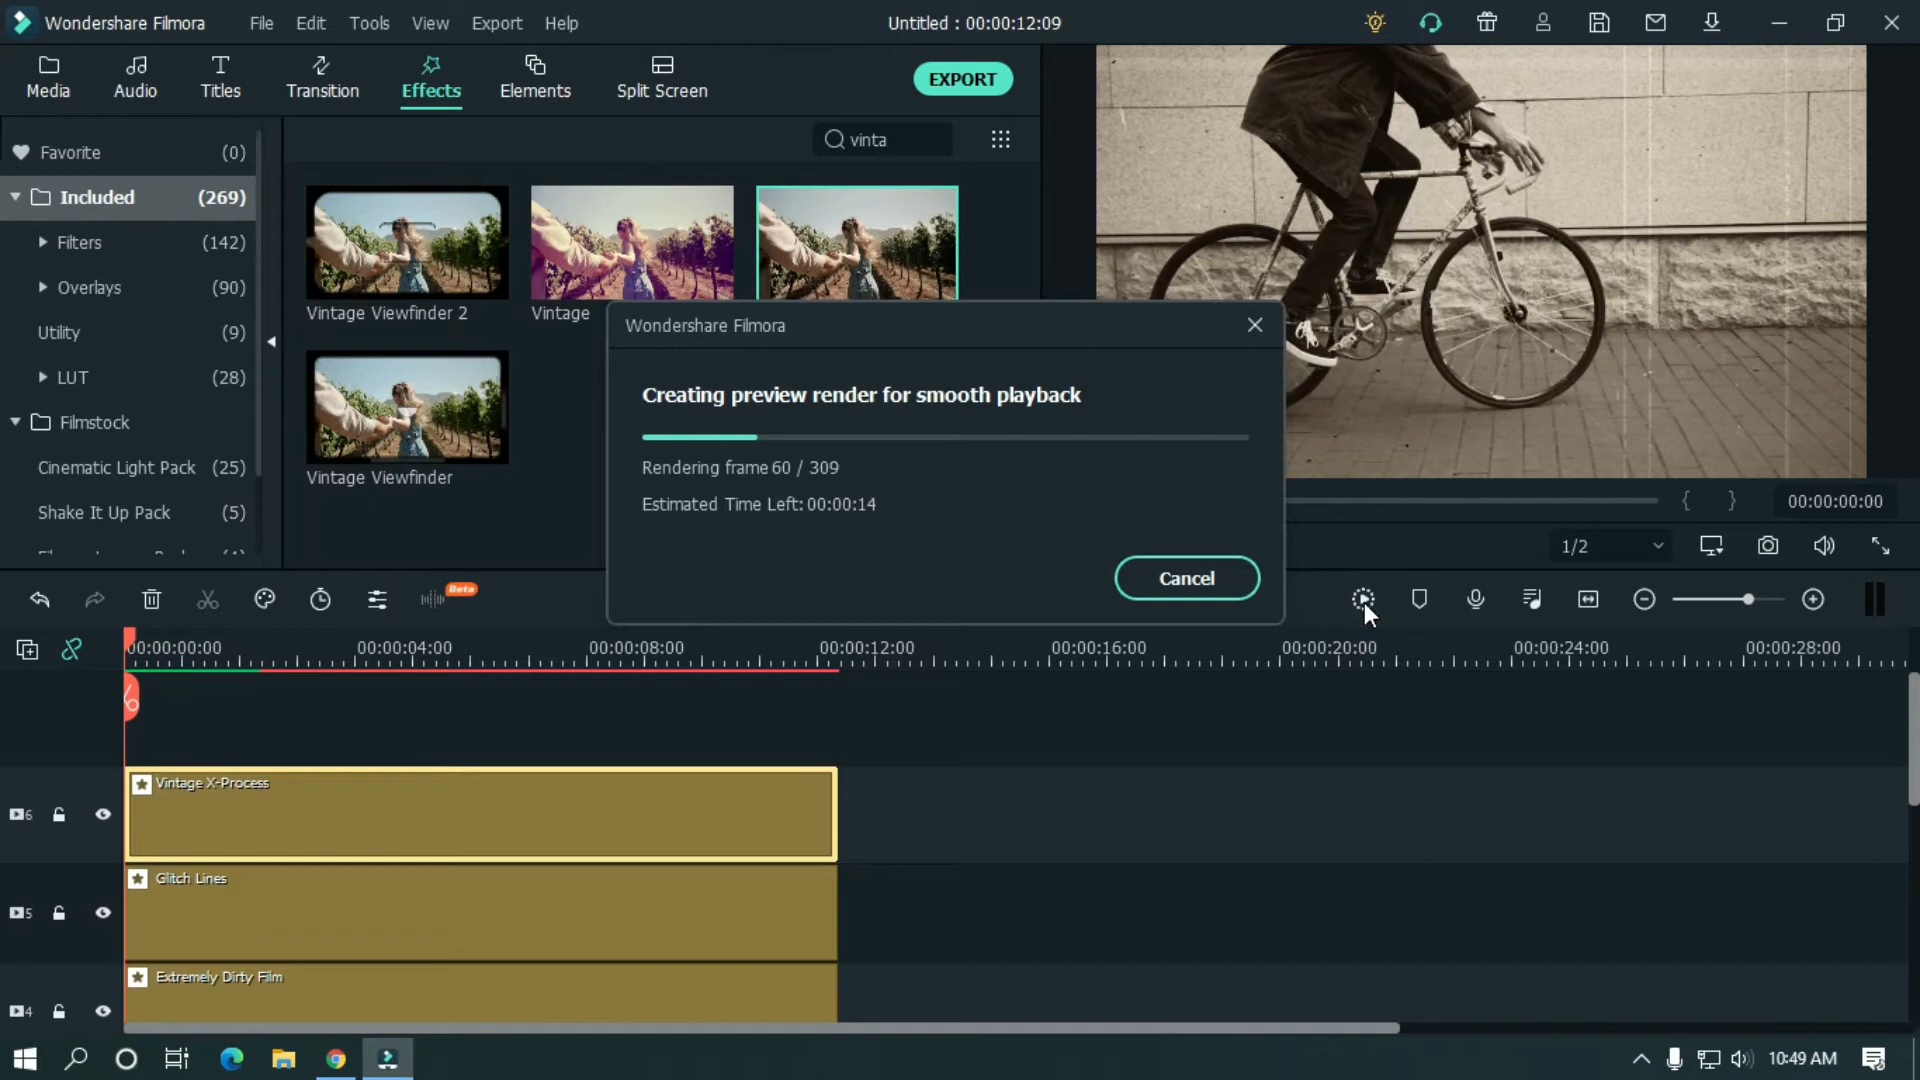 Wondershare Filmora File Edit Tools View Export Help Untitled : 00:00:12:09
Media Audio Titles Transition Effects Elements Split Screen EXPORT
vinta
Favorite (0)
Included (269)
Filters (142)
Overlays (90)
Utility (9)
LUT (28)
Filmstock
Cinematic Light Pack (25)
Shake It Up Pack (5)
Vintage Viewfinder 2
Vintage
Vintage Viewfinder
Wondershare Filmora
Creating preview render for smooth playback
Rendering frame 60 / 309
Estimated Time Left: 00:00:14
Cancel
00:00:00:00
1/2
Beta
00:00:00:00 00:00:04:00 00:00:08:00 00:00:12:00 00:00:16:00 00:00:20:00 00:00:24:00 00:00:28:00
Vintage X-Process
6
Glitch Lines
5
Extremely Dirty Film
4
10:49 AM